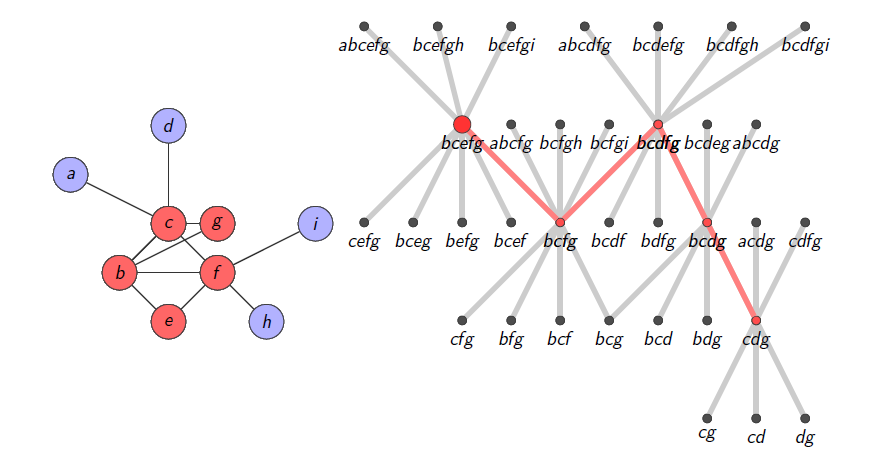 abcefg bcefgh bcefgi abcdfg bcdefg bcdfgh bcdfgi
d
bcefg abcfg bcfgh bcfgi bcdfg bcdeg abcdg
a
c g i
cefg bceg befg bcef bcfg bcdf bdfg bcdg acdg cdfg
b f
e h
cfg bfg bcf bcg bcd bdg cdg
cg cd dg